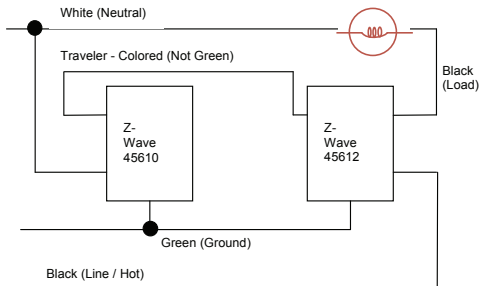 White (Neutral)
Traveler - Colored (Not Green)
Black
(Load)
Z-
Wave
45610
Z-
Wave
45612
Green (Ground)
Black (Line / Hot)